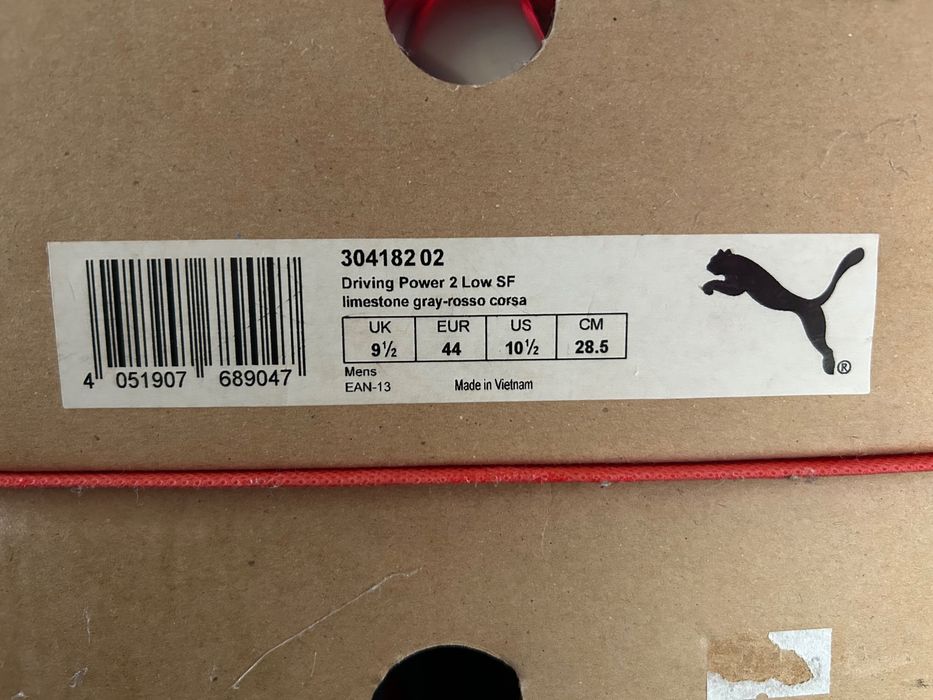 304182 02
Driving Power 2 Low SF
limestone gray-rosso corsa
UK EUR US CM
9½ 44 10½ 28.5
Mens
EAN-13 Made in Vietnam
4 051907 689047
®